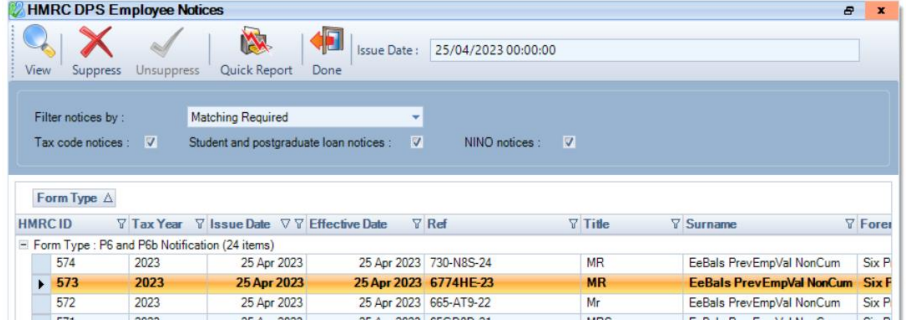 HMRC DPS Employee Notices
View Suppress Unsuppress Quick Report Done Issue Date : 25/04/2023 00:00:00
Filter notices by : Matching Required
Tax code notices : Student and postgraduate loan notices : NINO notices :
Form Type
HMRC ID Tax Year Issue Date Effective Date Ref Title Surname Forer
Form Type : P6 and P6b Notification (24 items)
574 2023 25 Apr 2023 25 Apr 2023 730-N8S-24 MR EeBals PrevEmpVal NonCum Six P
573 2023 25 Apr 2023 25 Apr 2023 6774HE-23 MR EeBals PrevEmpVal NonCum Six P
572 2023 25 Apr 2023 25 Apr 2023 665-AT9-22 Mr EeBals PrevEmpVal NonCum Six P